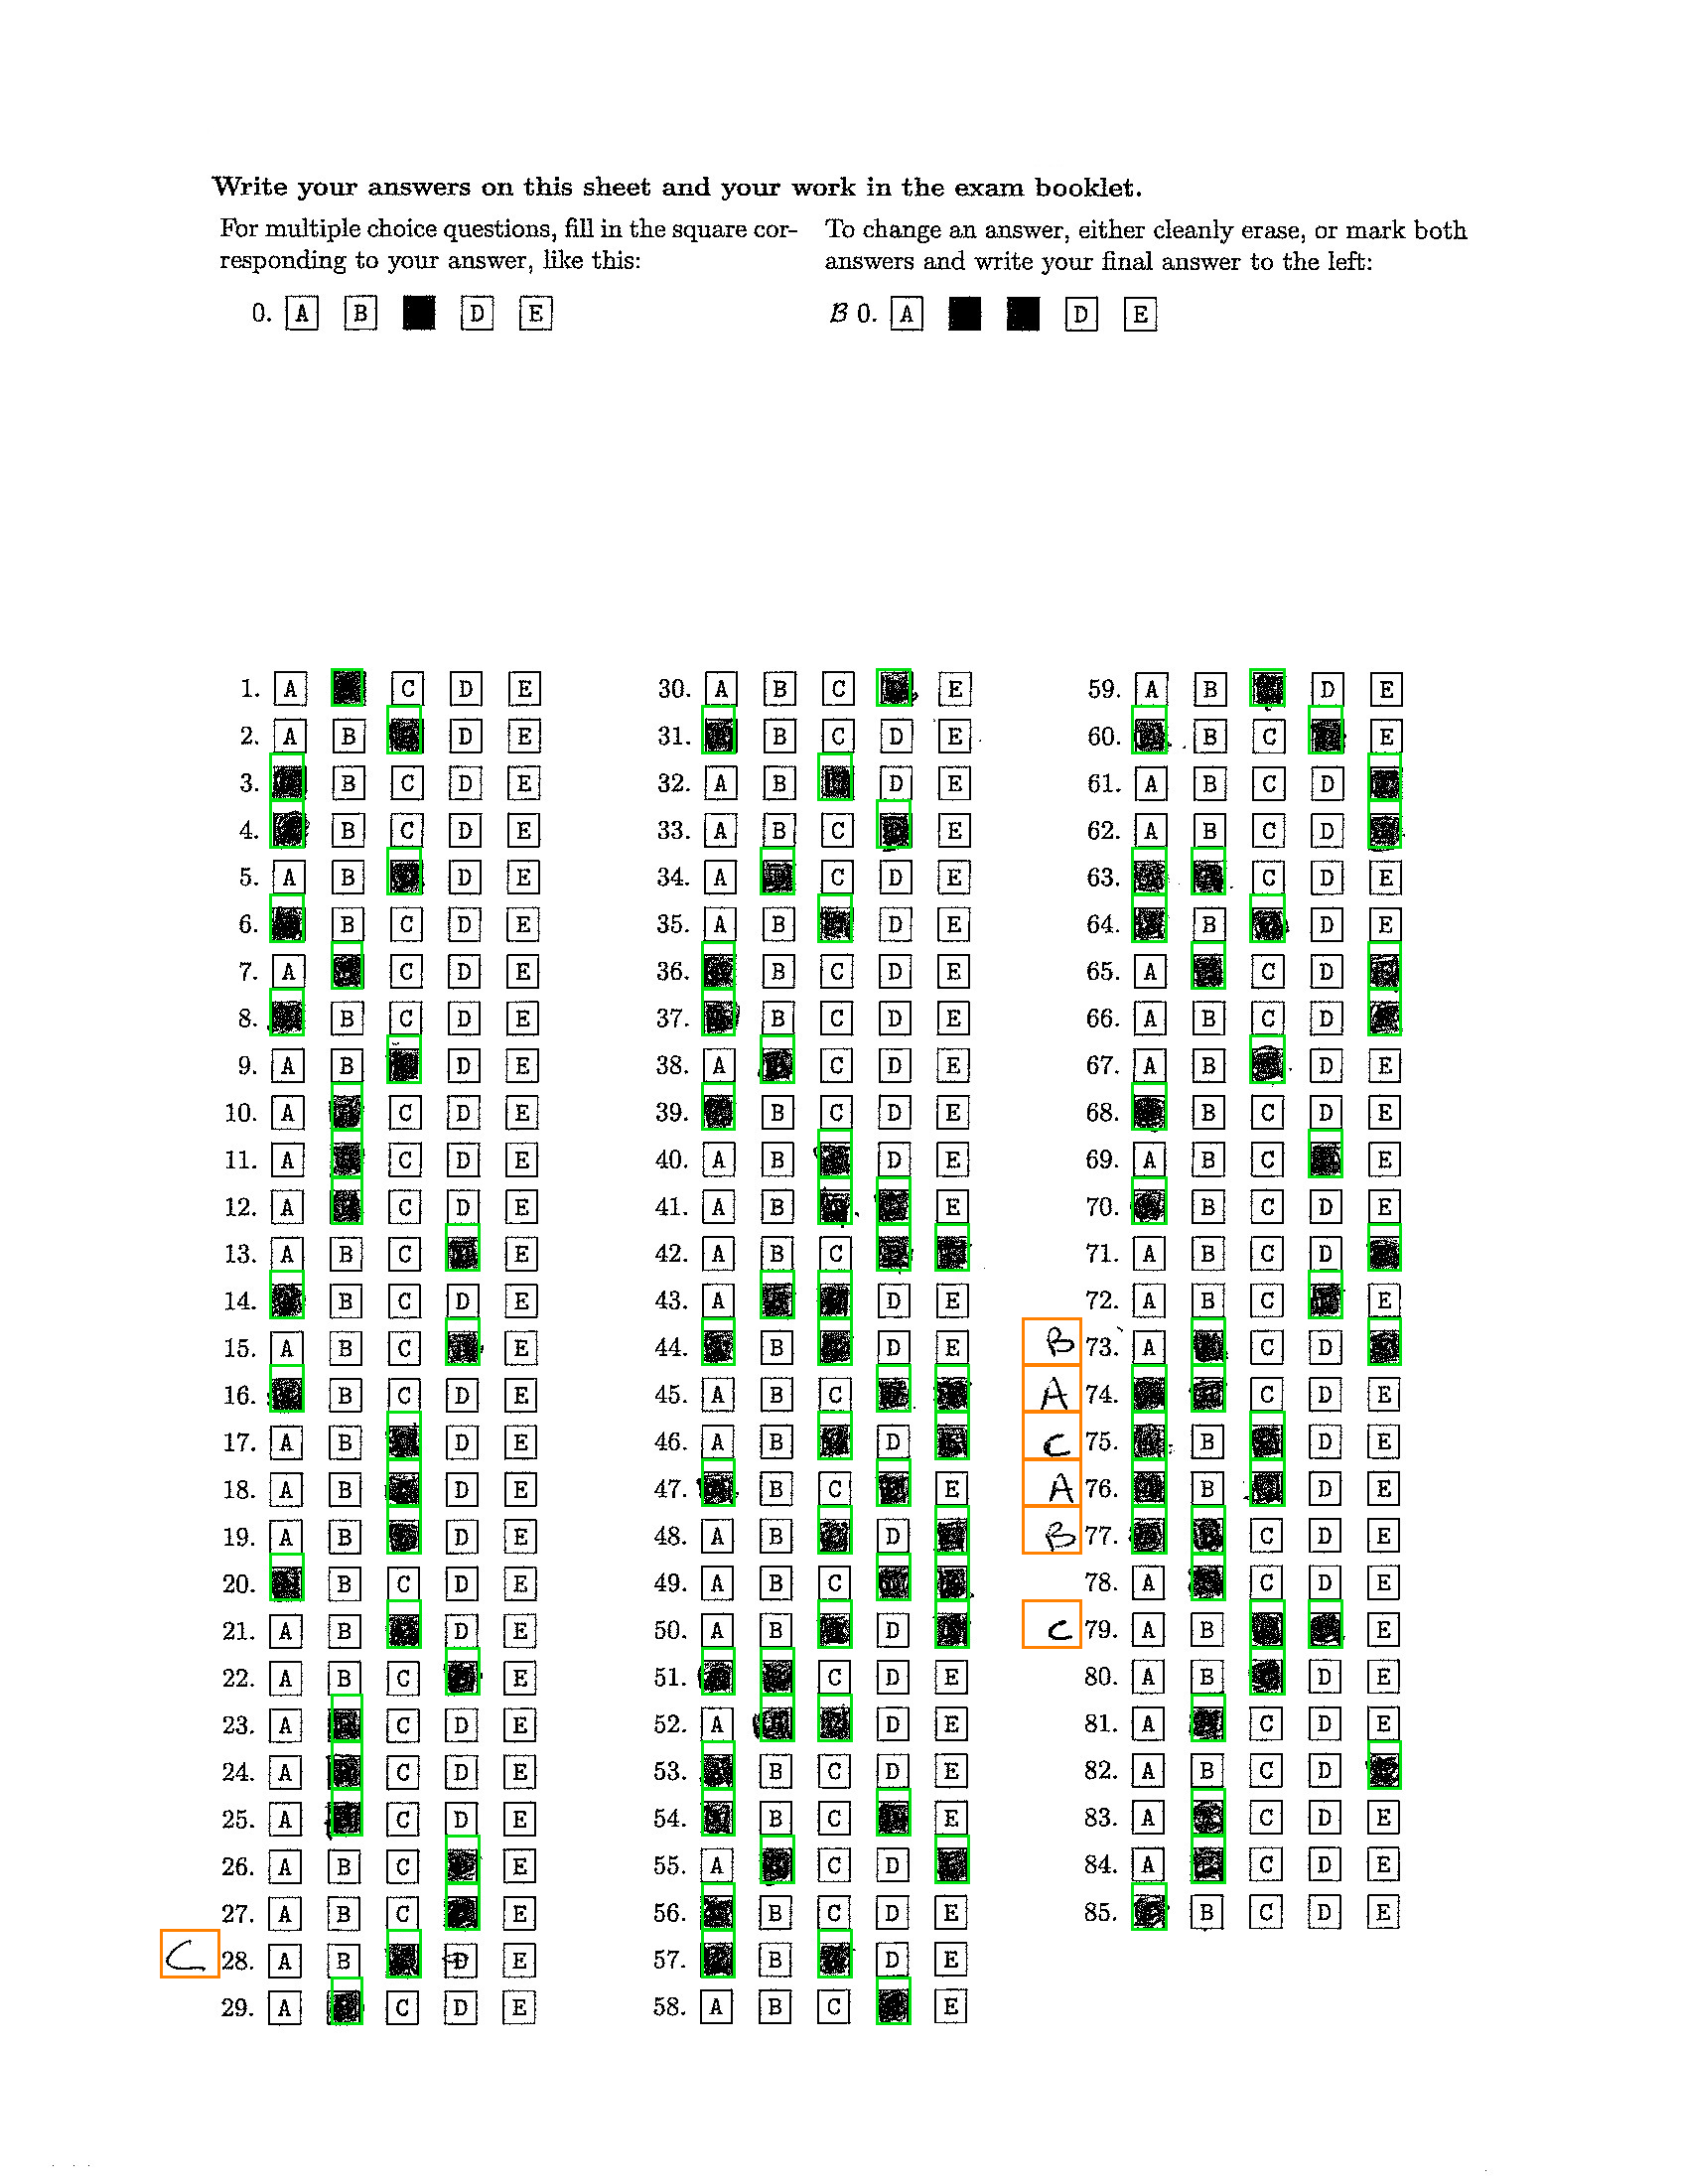 Write your answers on this sheet and your work in the exam booklet.
For multiple choice questions, fill in the square cor-
responding to your answer, like this:
To change an answer, either cleanly erase, or mark both
answers and write your final answer to the left:
0. A B D E
B 0. A D E
1. A C D E
2. A B D E
3. B C D E
4. B C D E
5. A B D E
6. B C D E
7. A C D E
8. B C D E
9. A B D E
10. A C D E
11. A C D E
12. A C D E
13. A B C E
14. B C D E
15. A B C E
16. B C D E
17. A B D E
18. A B D E
19. A B D E
20. B C D E
21. A B D E
22. A B C E
23. A C D E
24. A C D E
25. A C D E
26. A B C E
27. A B C E
C 28. A B D E
29. A C D E
30. A B C E
31. B C D E
32. A B D E
33. A B C E
34. A C D E
35. A B D E
36. B C D E
37. B C D E
38. A C D E
39. B C D E
40. A B D E
41. A B E
42. A B C
43. A D E
44. B D E
45. A B C
46. A B D
47. B C E
48. A B D
49. A B C
50. A B D
51. C D E
52. A D E
53. B C D E
54. B C E
55. A C D
56. B C D E
57. B D E
58. A B C E
59. A B D E
60. B C E
61. A B C D
62. A B C D
63. C D E
64. B D E
65. A C D
66. A B C D
67. A B D E
68. B C D E
69. A B C E
70. B C D E
71. A B C D
72. A B C E
B 73. A C D
A 74. C D E
C 75. B D E
A 76. B D E
B 77. C D E
78. A C D E
C 79. A B E
80. A B D E
81. A C D E
82. A B C D
83. A C D E
84. A C D E
85. B C D E